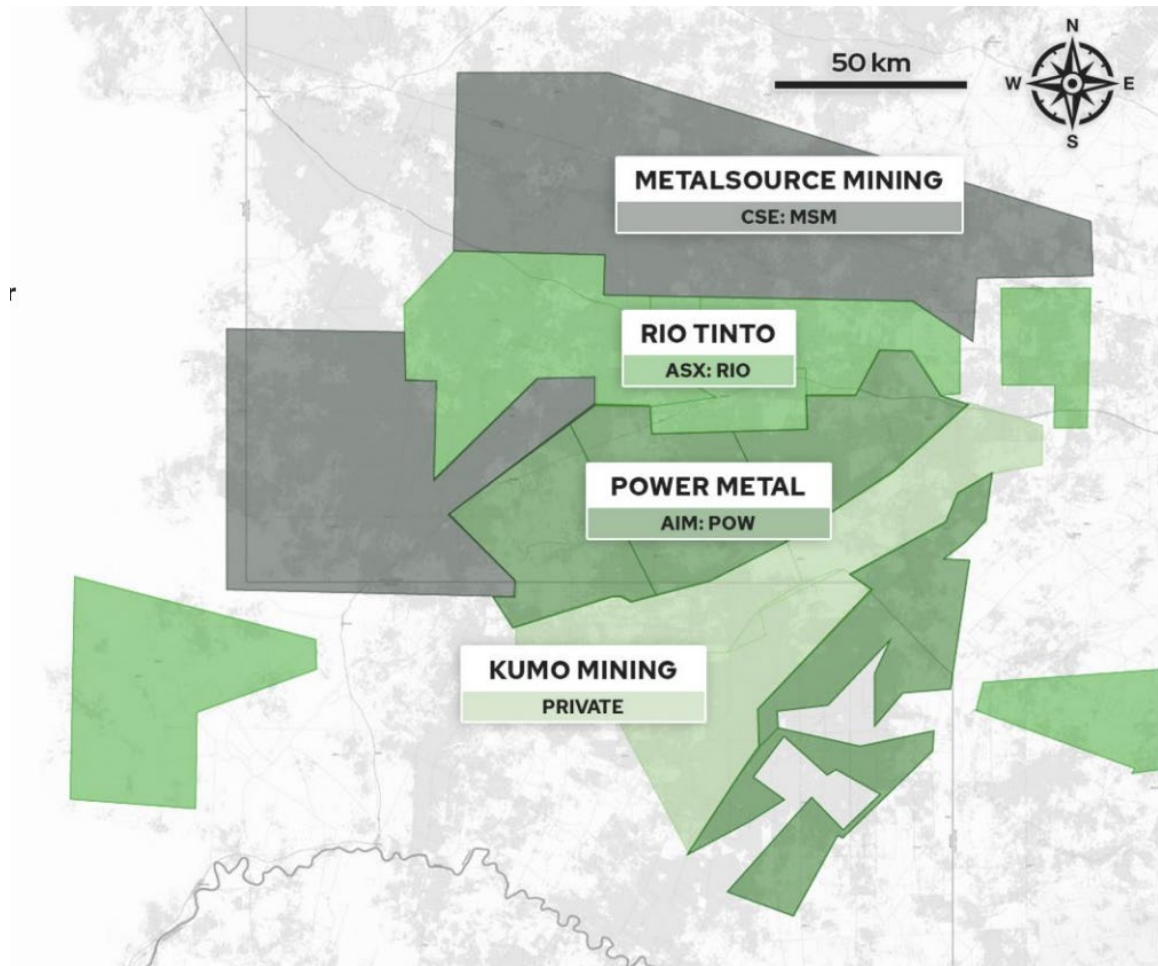 50 km
N
W E
S
METALSOURCE MINING
CSE: MSM
r
RIO TINTO
ASX: RIO
POWER METAL
AIM: POW
KUMO MINING
PRIVATE